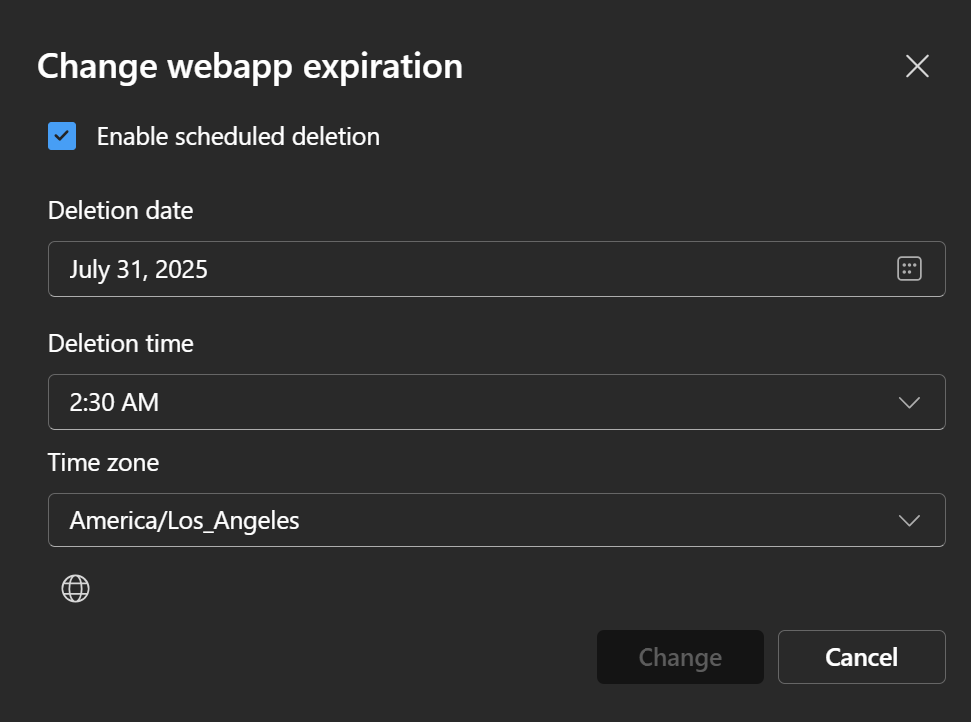 Change webapp expiration
Enable scheduled deletion
Deletion date
July 31, 2025
Deletion time
2:30 AM
Time zone
America/Los_Angeles
Change
Cancel